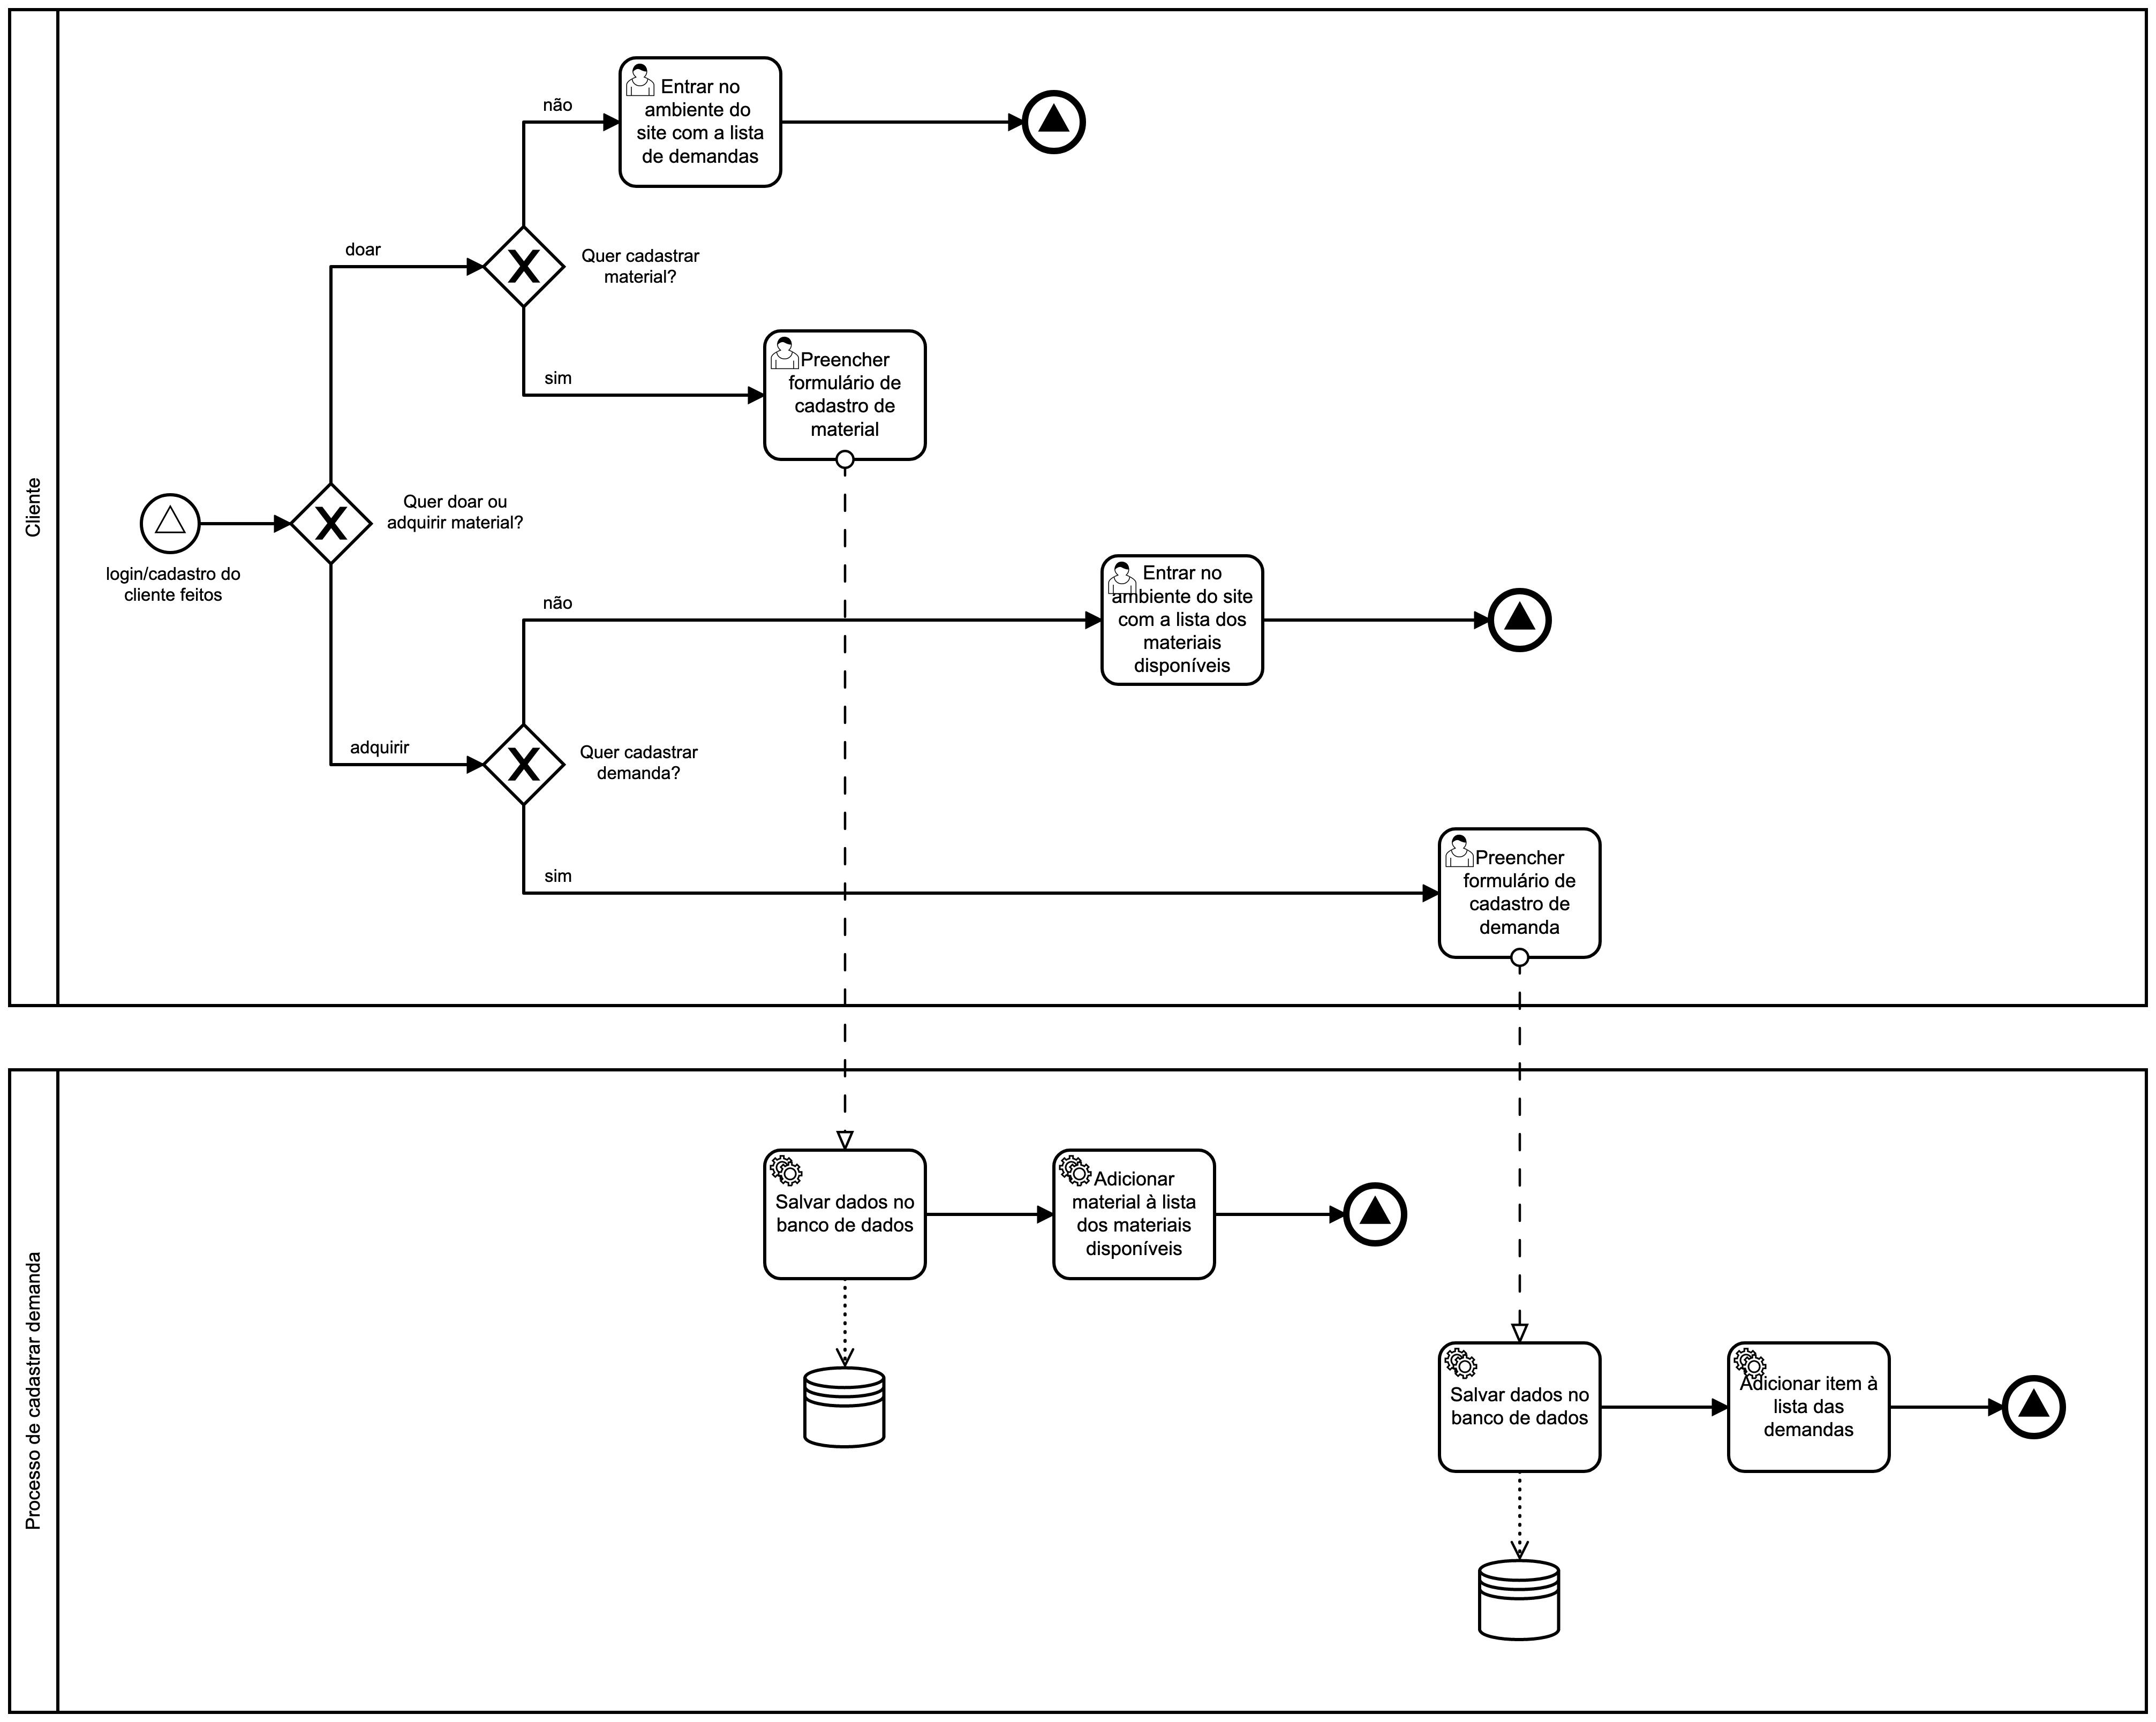 Cliente
não
Entrar no
ambiente do
site com a lista
de demandas
doar
Quer cadastrar
material?
sim
Preencher
formulário de
cadastro de
material
Quer doar ou
adquirir material?
login/cadastro do
cliente feitos
não
Entrar no
ambiente do site
com a lista dos
materiais
disponíveis
adquirir
Quer cadastrar
demanda?
sim
Preencher
formulário de
cadastro de
demanda
Processo de cadastrar demanda
Salvar dados no
banco de dados
Adicionar
material à lista
dos materiais
disponíveis
Salvar dados no
banco de dados
Adicionar item à
lista das
demandas